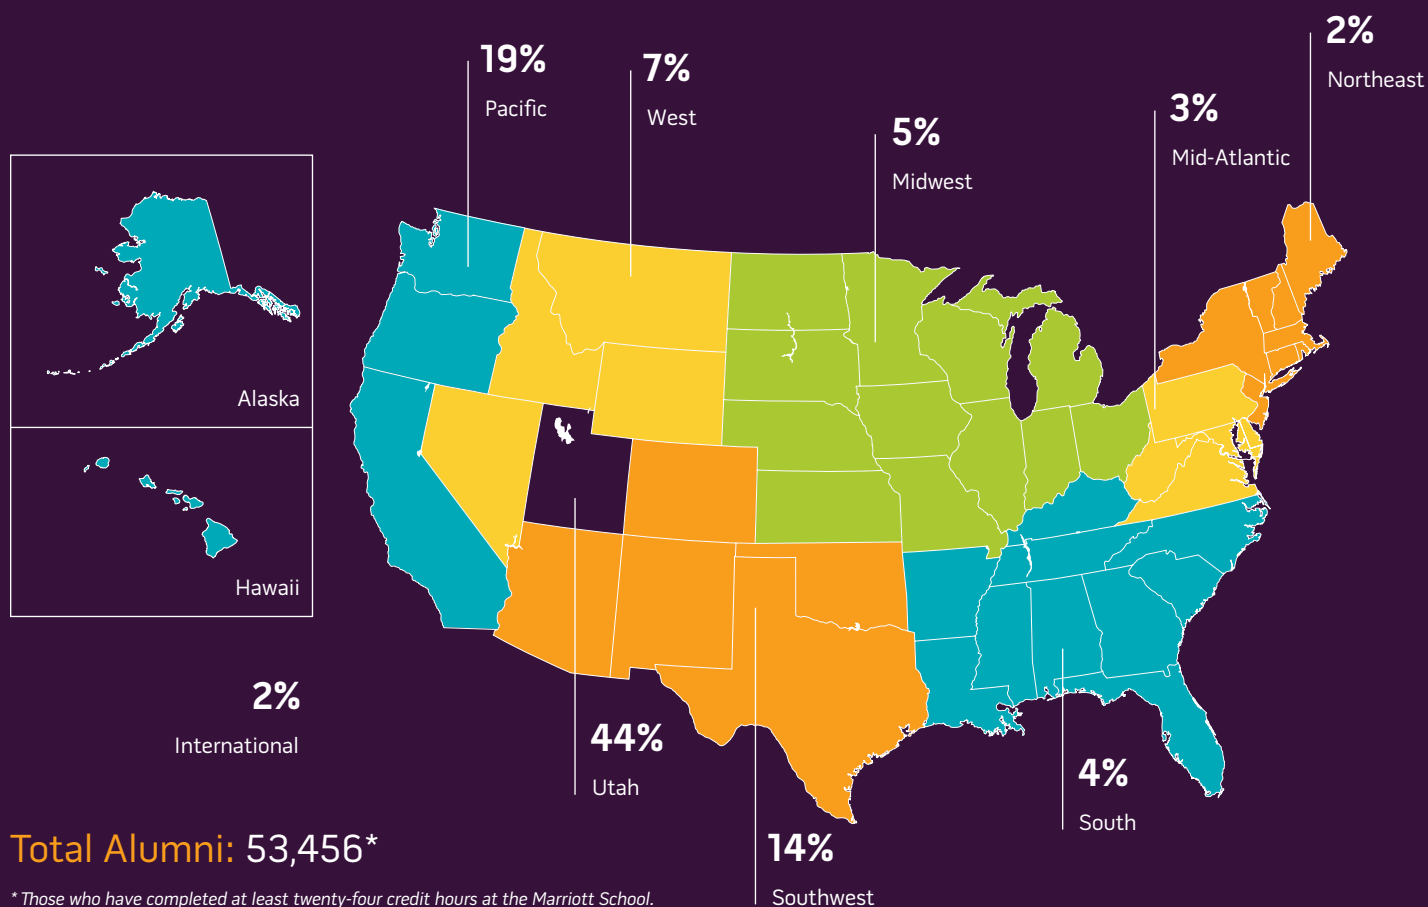 2%
Northeast
19%
Pacific
7%
West
3%
Mid-Atlantic
5%
Midwest
Alaska
Hawaii
2%
International
44%
Utah
4%
South
14%
Southwest
Total Alumni: 53,456*
* Those who have completed at least twenty-four credit hours at the Marriott School.